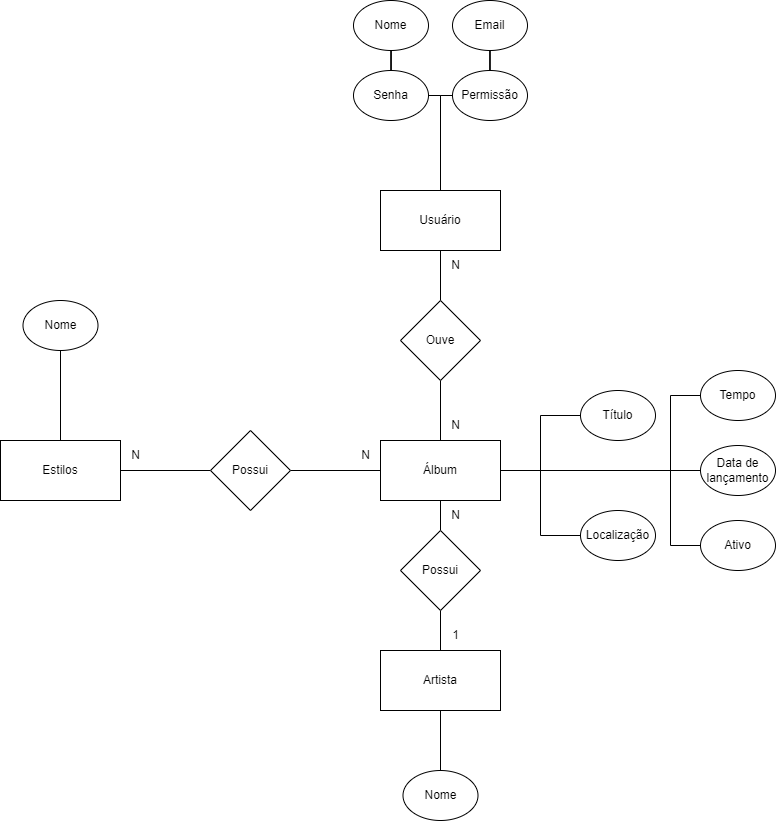 Nome
Email
Senha
Permissão
Usuário
N
Ouve
Nome
Tempo
Título
N
Estilos
N
Possui
N
Álbum
Data de
lançamento
N
Localização
Ativo
Possui
1
Artista
Nome